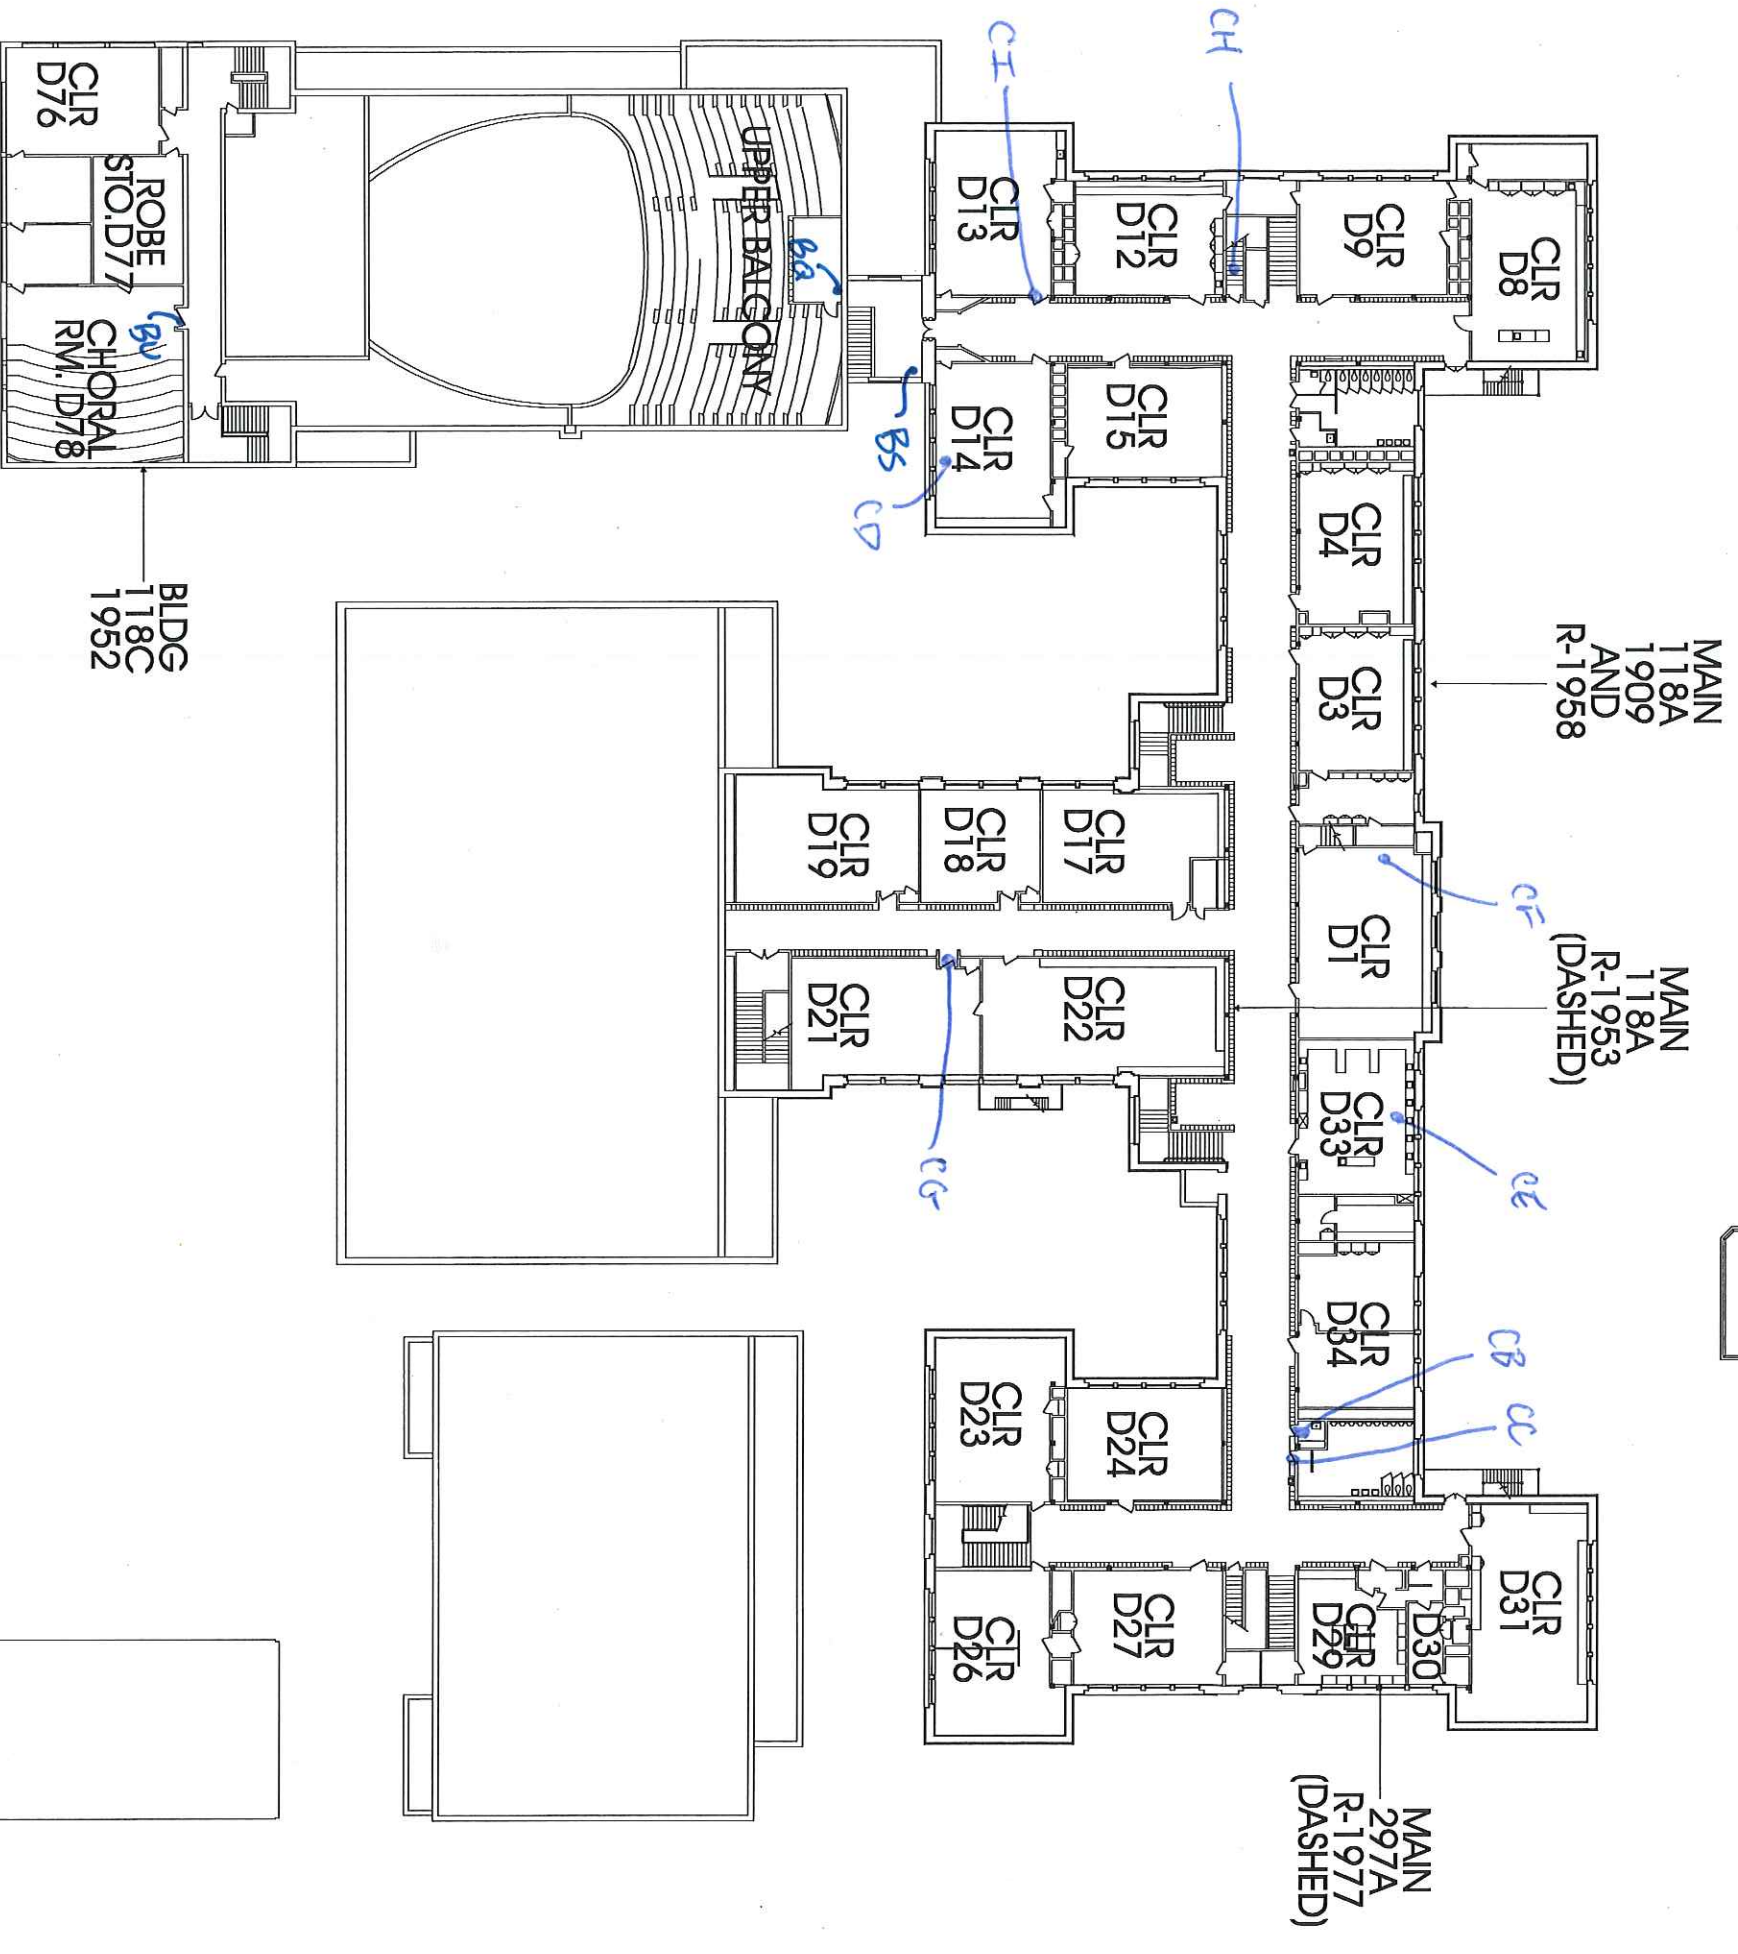 MAIN
118A
1909
AND
R-1958
MAIN
118A
R-1953
(DASHED)
MAIN
297A
R-1977
(DASHED)
BLDG
118C
1952
CLR
D8
CLR
D9
CLR
D12
CLR
D13
CLR
D4
CLR
D3
CLR
D1
CLR
D33
CLR
D34
CLR
D31
D30
CLR
D29
CLR
D27
CLR
D26
CLR
D24
CLR
D23
CLR
D15
CLR
D14
CLR
D17
CLR
D18
CLR
D19
CLR
D22
CLR
D21
UPPER BALCONY
CLR
D76
ROBE
STO.D77
CHORAL
RM. D78
CH
CI
BQ
BS
CD
BU
CF
CE
CG
CB
CC